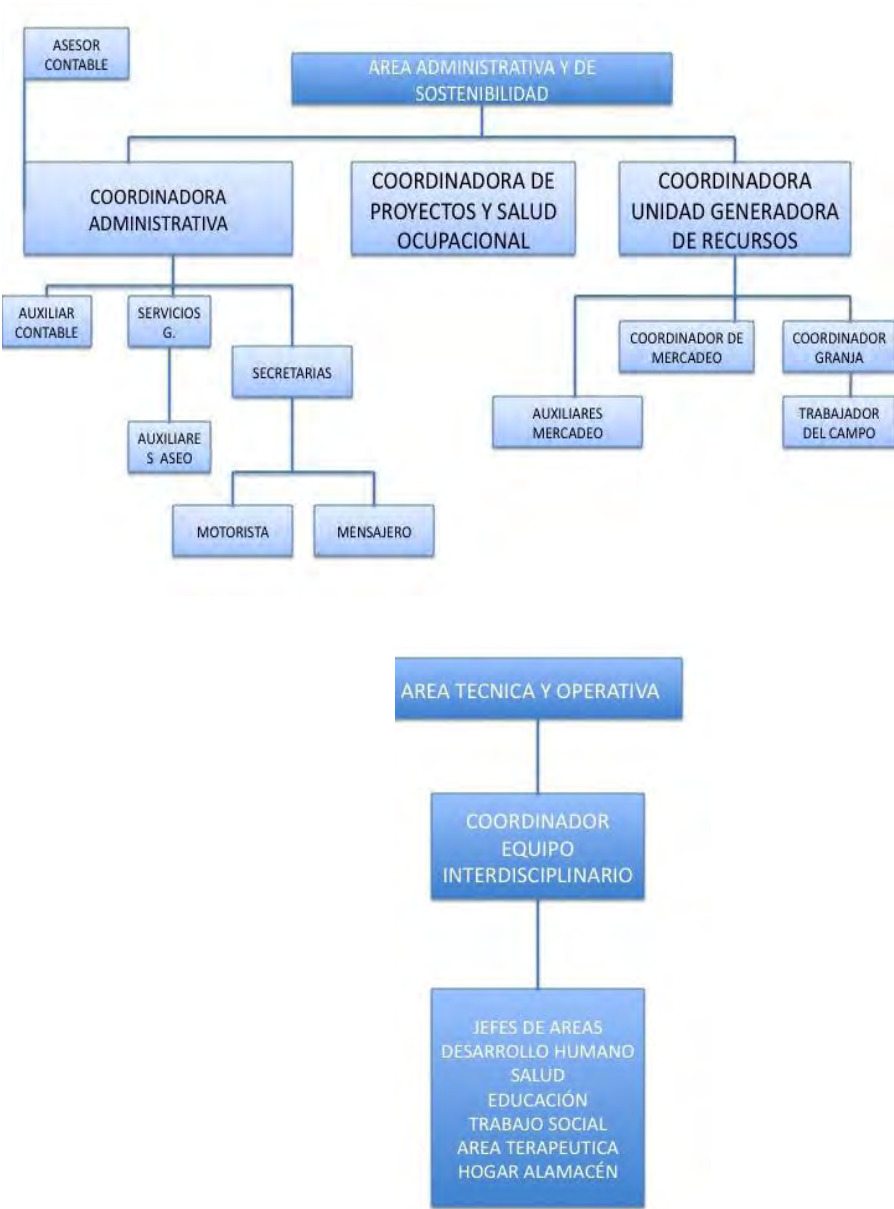 ASESOR
CONTABLE
AREA ADMINISTRATIVA Y DE
SOSTENIBILIDAD
COORDINADORA
ADMINISTRATIVA
COORDINADORA DE
PROYECTOS Y SALUD
OCUPACIONAL
COORDINADORA
UNIDAD GENERADORA
DE RECURSOS
AUXILIAR
CONTABLE
SERVICIOS
G.
SECRETARIAS
AUXILIARE
S ASEO
MOTORISTA
MENSAJERO
COORDINADOR DE
MERCADEO
COORDINADOR
GRANJA
AUXILIARES
MERCADEO
TRABAJADOR
DEL CAMPO
AREA TECNICA Y OPERATIVA
COORDINADOR
EQUIPO
INTERDISCIPLINARIO
JEFES DE AREAS
DESARROLLO HUMANO
SALUD
EDUCACIÓN
TRABAJO SOCIAL
AREA TERAPEUTICA
HOGAR ALAMACÉN